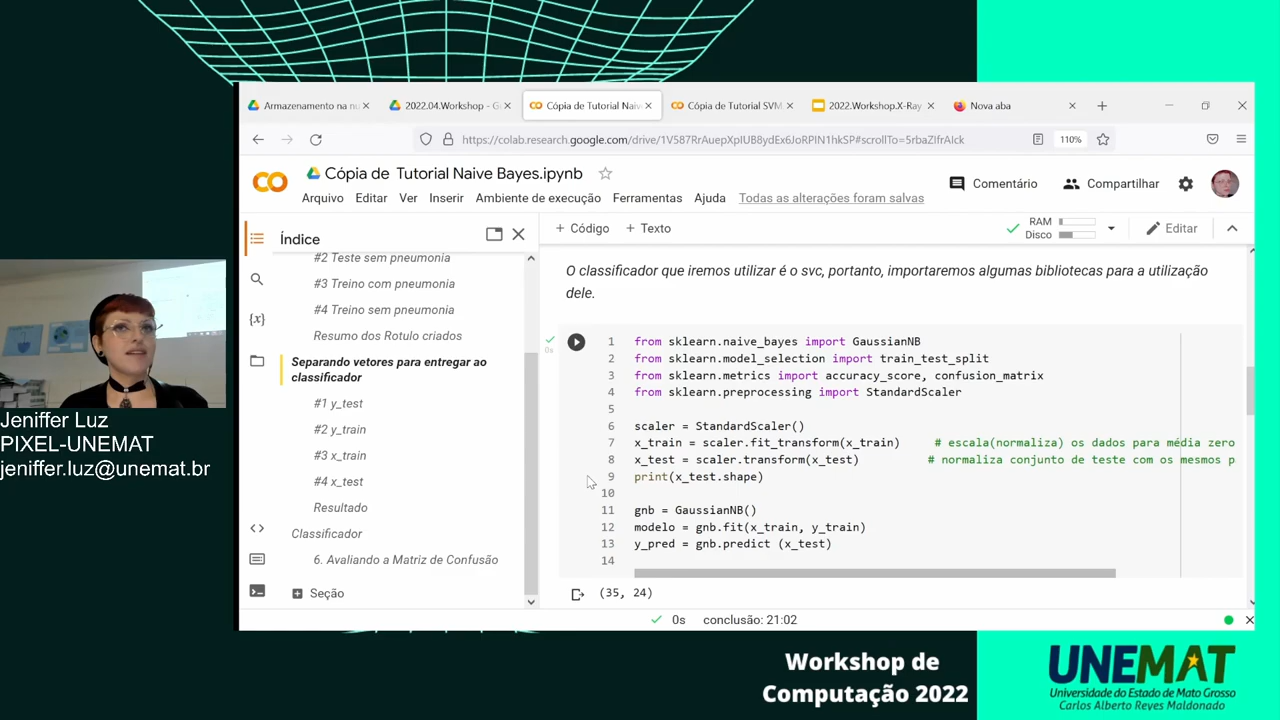 Armazenamento na nu
2022.04.Workshop - G
Cópia de Tutorial Naiv
Cópia de Tutorial SVM
2022.Workshop.X-Ray
Nova aba
https://colab.research.google.com/drive/1V587RrAuepXpIUB8ydEx6JoRPlN1hkSP#scrollTo=5rbaZIfrAlck
110%
CO
Cópia de Tutorial Naive Bayes.ipynb
Comentário
Compartilhar
Arquivo Editar Ver Inserir Ambiente de execução Ferramentas Ajuda Todas as alterações foram salvas
Índice
+ Código + Texto
RAM
Disco
Editar
#2 Teste sem pneumonia
#3 Treino com pneumonia
#4 Treino sem pneumonia
Resumo dos Rotulo criados
Separando vetores para entregar ao
classificador
#1 y_test
#2 y_train
#3 x_train
#4 x_test
Resultado
Classificador
6. Avaliando a Matriz de Confusão
Seção
{x}
O classificador que iremos utilizar é o svc, portanto, importaremos algumas bibliotecas para a utilização
dele.
0s
1 from sklearn.naive_bayes import GaussianNB
2 from sklearn.model_selection import train_test_split
3 from sklearn.metrics import accuracy_score, confusion_matrix
4 from sklearn.preprocessing import StandardScaler
5
6 scaler = StandardScaler()
7 x_train = scaler.fit_transform(x_train) # escala(normaliza) os dados para média zero
8 x_test = scaler.transform(x_test) # normaliza conjunto de teste com os mesmos p
9 print(x_test.shape)
10
11 gnb = GaussianNB()
12 modelo = gnb.fit(x_train, y_train)
13 y_pred = gnb.predict (x_test)
14
(35, 24)
0s conclusão: 21:02
Jeniffer Luz
PIXEL-UNEMAT
jeniffer.luz@unemat.br
Workshop de
Computação 2022
UNEMAT
Universidade do Estado de Mato Grosso
Carlos Alberto Reyes Maldonado